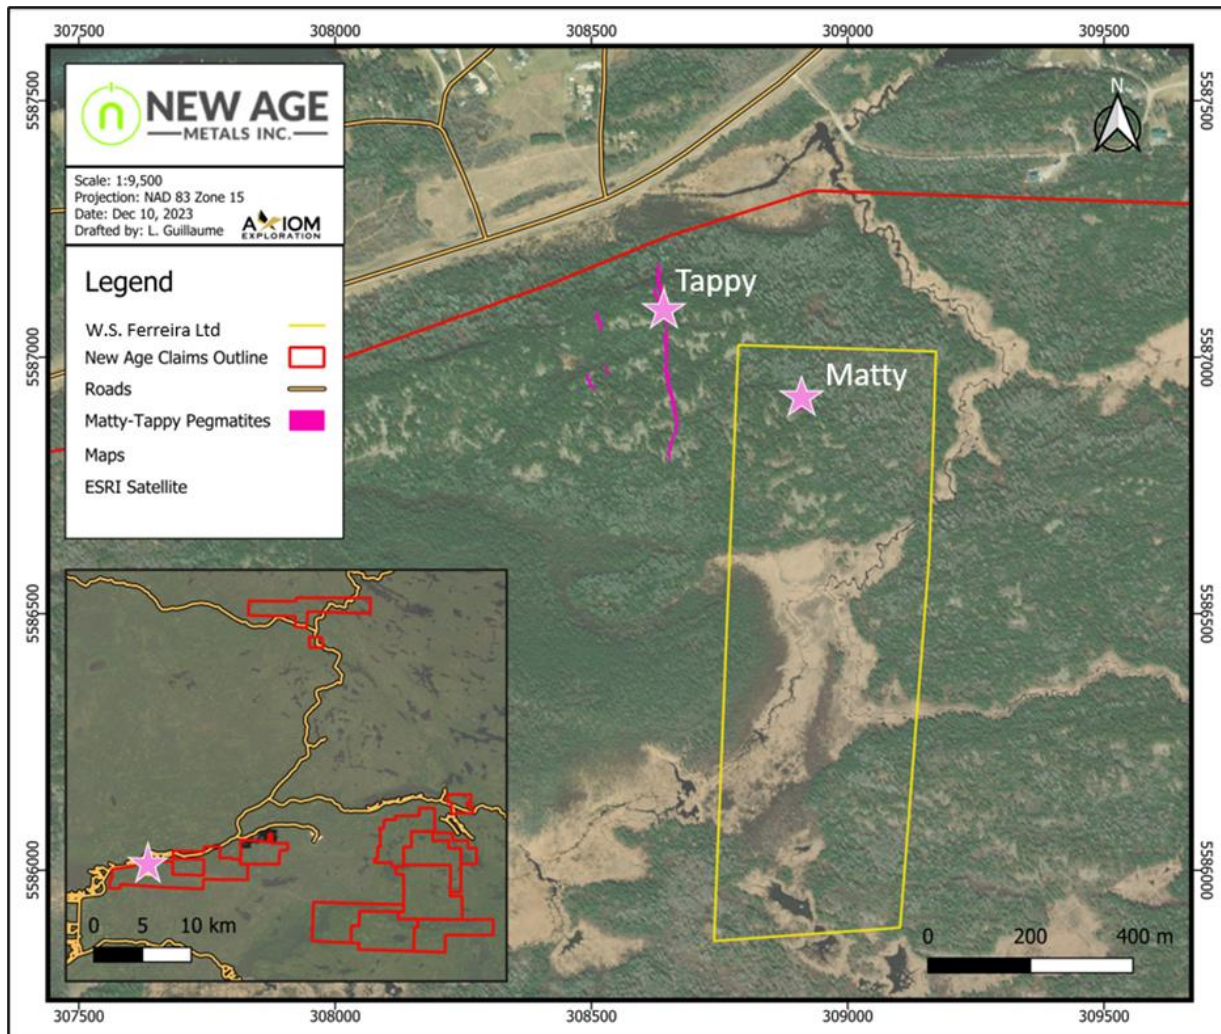 307500 308000 308500 309000 309500
5587500 5587500
N
NEW AGE
METALS INC.
Scale: 1:9,500
Projection: NAD 83 Zone 15
Date: Dec 10, 2023
Drafted by: L. Guillaume
AXIOM
EXPLORATION
Legend
W.S. Ferreira Ltd
New Age Claims Outline
Roads
Matty-Tappy Pegmatites
Maps
ESRI Satellite
Tappy
Matty
5587000 5587000
5586500 5586500
5586000 5586000
0 5 10 km
0 200 400 m
307500 308000 308500 309000 309500